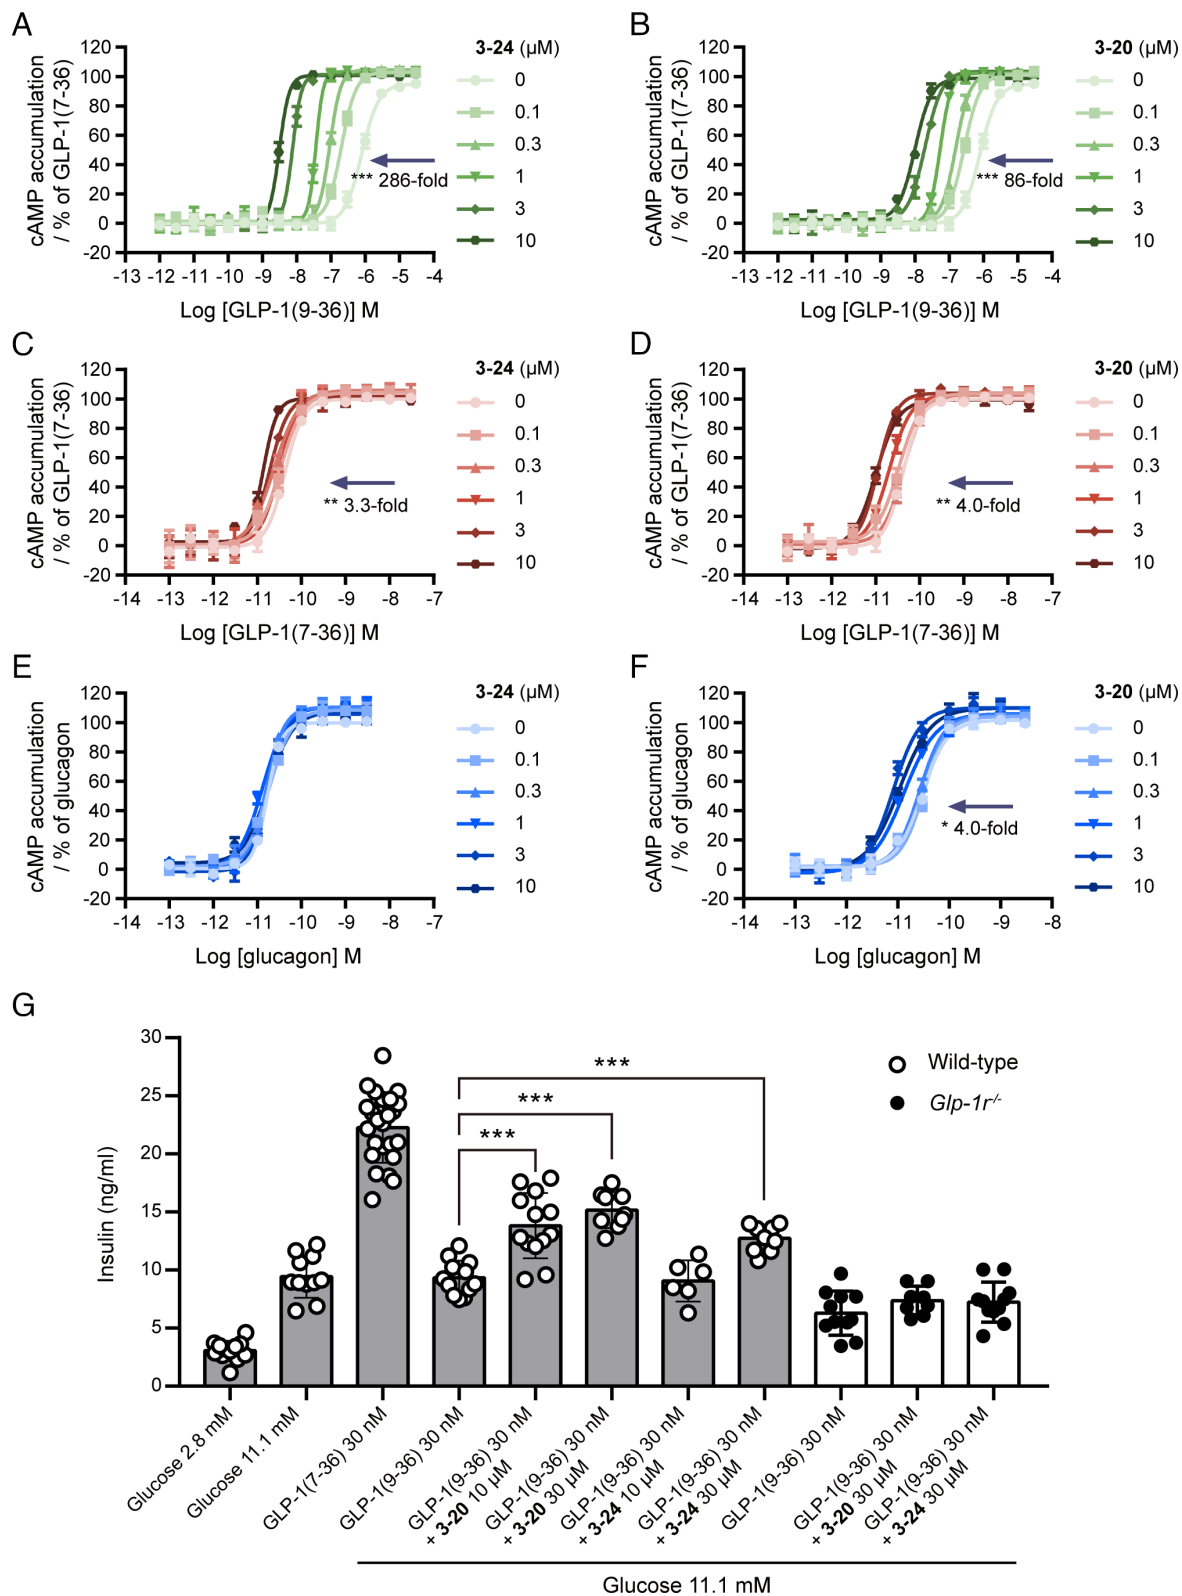 A
cAMP accumulation
/ % of GLP-1(7-36)
120
100
80
60
40
20
0
-20
-13 -12 -11 -10 -9 -8 -7 -6 -5 -4
Log [GLP-1(9-36)] M
*** 286-fold
3-24 (µM)
0
0.1
0.3
1
3
10
B
cAMP accumulation
/ % of GLP-1(7-36)
120
100
80
60
40
20
0
-20
-13 -12 -11 -10 -9 -8 -7 -6 -5 -4
Log [GLP-1(9-36)] M
*** 86-fold
3-20 (µM)
0
0.1
0.3
1
3
10
C
cAMP accumulation
/ % of GLP-1(7-36)
120
100
80
60
40
20
0
-20
-14 -13 -12 -11 -10 -9 -8 -7
Log [GLP-1(7-36)] M
** 3.3-fold
3-24 (µM)
0
0.1
0.3
1
3
10
D
cAMP accumulation
/ % of GLP-1(7-36)
120
100
80
60
40
20
0
-20
-14 -13 -12 -11 -10 -9 -8 -7
Log [GLP-1(7-36)] M
** 4.0-fold
3-20 (µM)
0
0.1
0.3
1
3
10
E
cAMP accumulation
/ % of glucagon
120
100
80
60
40
20
0
-20
-14 -13 -12 -11 -10 -9 -8 -7
Log [glucagon] M
3-24 (µM)
0
0.1
0.3
1
3
10
F
cAMP accumulation
/ % of glucagon
120
100
80
60
40
20
0
-20
-14 -13 -12 -11 -10 -9 -8
Log [glucagon] M
* 4.0-fold
3-20 (µM)
0
0.1
0.3
1
3
10
G
Insulin (ng/ml)
30
25
20
15
10
5
0
***
***
***
Wild-type
Glp-1r-/-
Glucose 2.8 mM
Glucose 11.1 mM
GLP-1(7-36) 30 nM
GLP-1(9-36) 30 nM
GLP-1(9-36) 30 nM
+ 3-20 10 µM
GLP-1(9-36) 30 nM
+ 3-20 30 µM
GLP-1(9-36) 30 nM
+ 3-24 10 µM
GLP-1(9-36) 30 nM
+ 3-24 30 µM
GLP-1(9-36) 30 nM
GLP-1(9-36) 30 nM
+ 3-20 30 µM
GLP-1(9-36) 30 nM
+ 3-24 30 µM
Glucose 11.1 mM